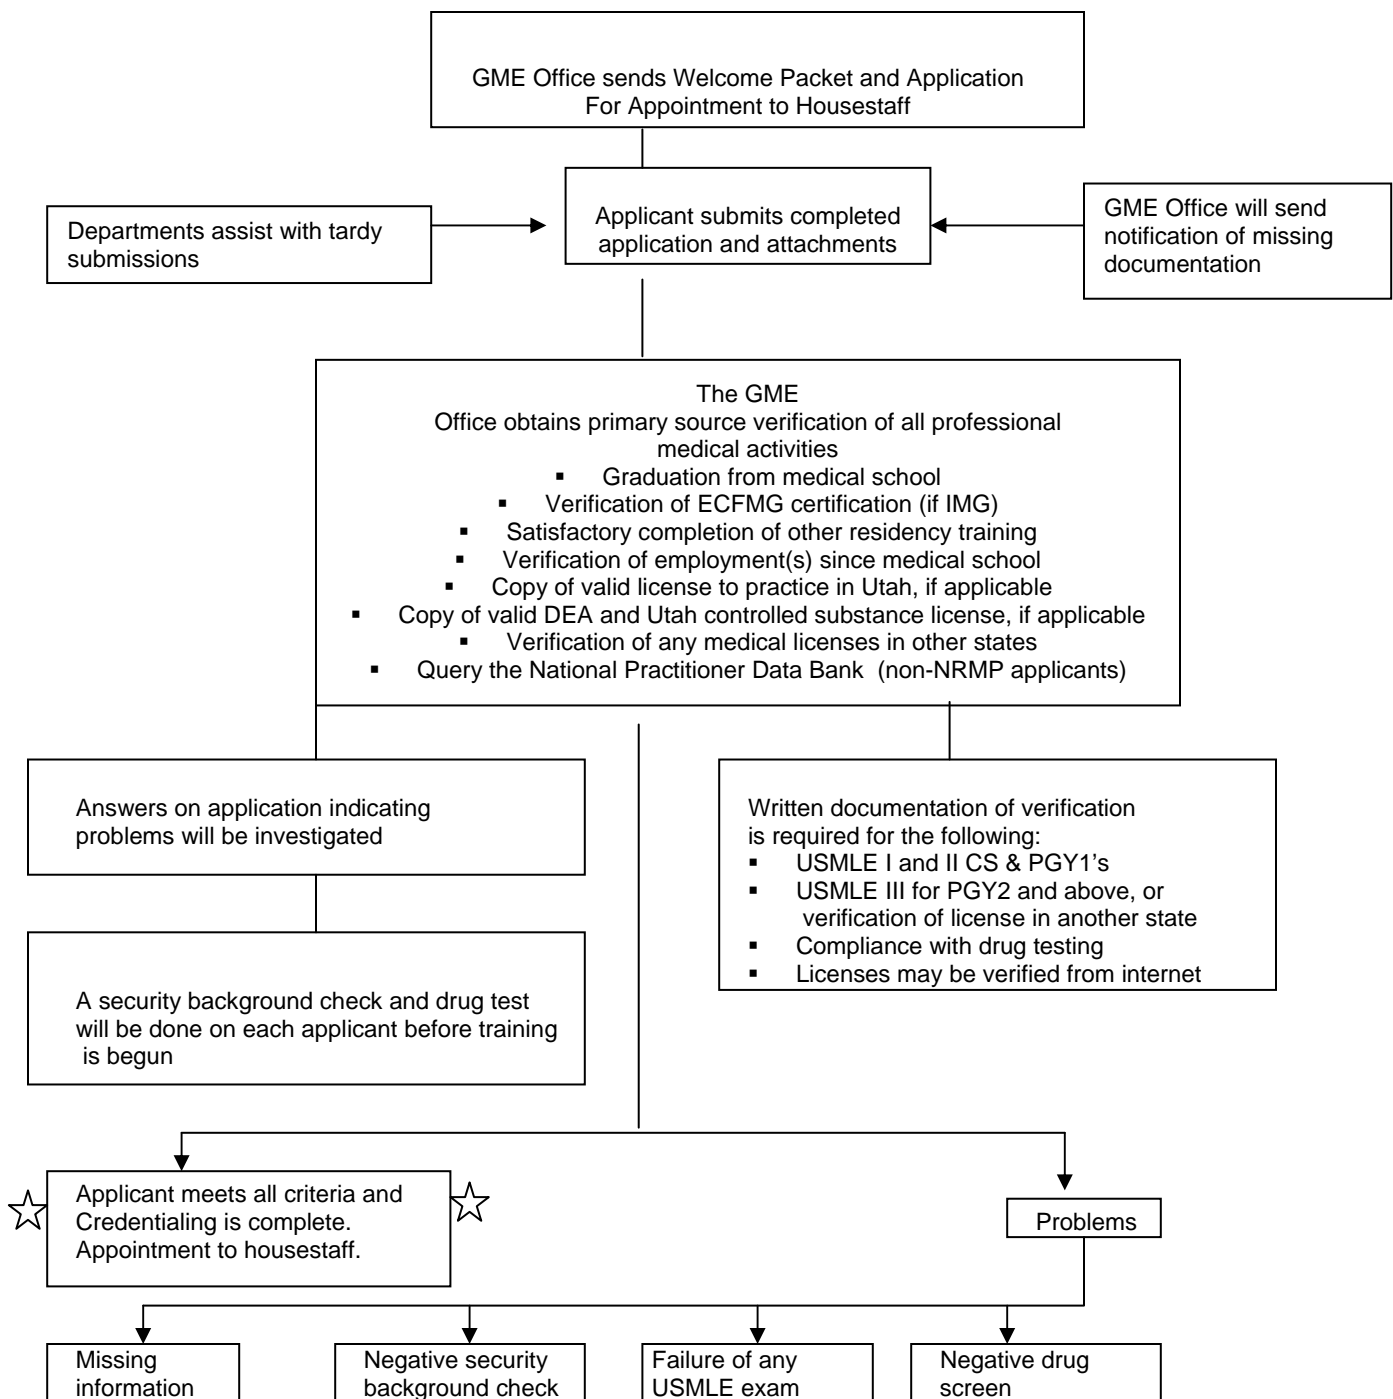 GME Office sends Welcome Packet and Application
For Appointment to Housestaff
Departments assist with tardy
submissions
Applicant submits completed
application and attachments
GME Office will send
notification of missing
documentation
The GME
Office obtains primary source verification of all professional
medical activities
▪ Graduation from medical school
▪ Verification of ECFMG certification (if IMG)
▪ Satisfactory completion of other residency training
▪ Verification of employment(s) since medical school
▪ Copy of valid license to practice in Utah, if applicable
▪ Copy of valid DEA and Utah controlled substance license, if applicable
▪ Verification of any medical licenses in other states
▪ Query the National Practitioner Data Bank (non-NRMP applicants)
Answers on application indicating
problems will be investigated
Written documentation of verification
is required for the following:
▪ USMLE I and II CS & PGY1’s
▪ USMLE III for PGY2 and above, or
verification of license in another state
▪ Compliance with drug testing
▪ Licenses may be verified from internet
A security background check and drug test
will be done on each applicant before training
is begun
Applicant meets all criteria and
Credentialing is complete.
Appointment to housestaff.
Problems
Missing
information
Negative security
background check
Failure of any
USMLE exam
Negative drug
screen